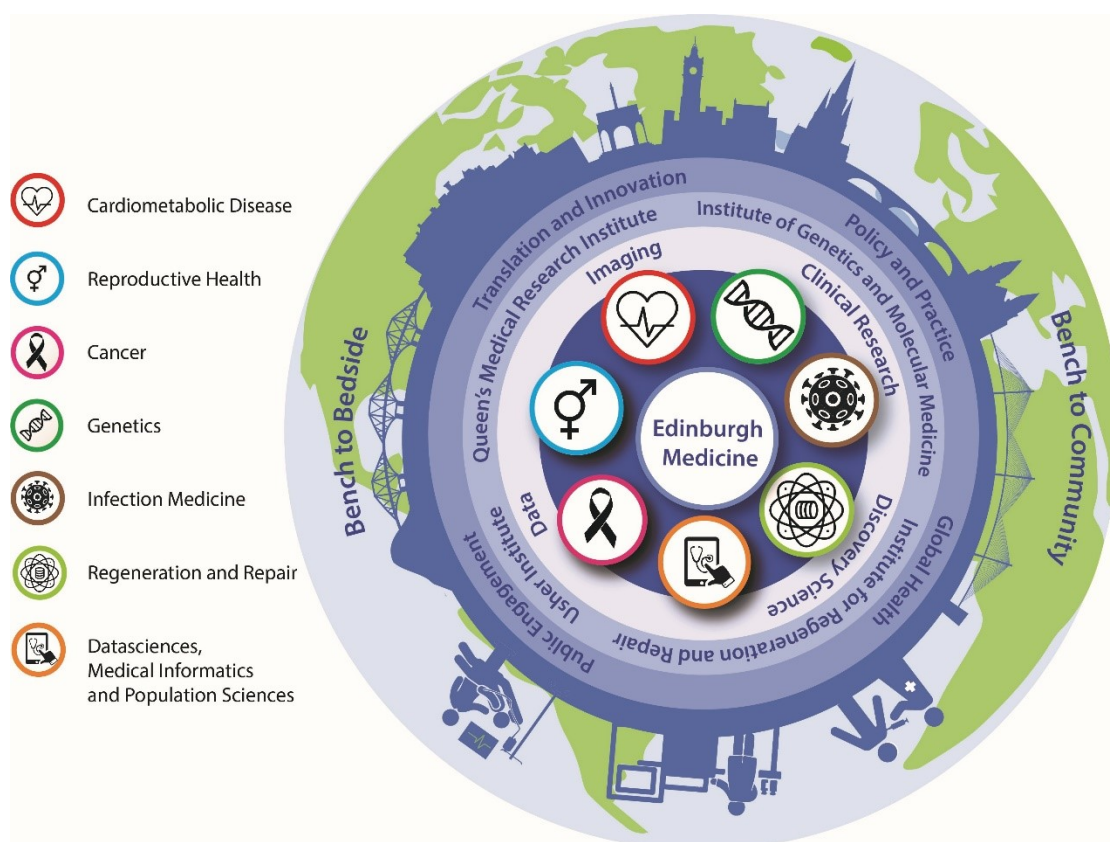 Cardiometabolic Disease
Reproductive Health
Cancer
Genetics
Infection Medicine
Regeneration and Repair
Datasciences,
Medical Informatics
and Population Sciences
Bench to Bedside
Bench to Community
Translation and Innovation
Policy and Practice
Global Health
Public Engagement
Queen's Medical Research Institute
Institute of Genetics and Molecular Medicine
Institute for Regeneration and Repair
Usher Institute
Imaging
Clinical Research
Discovery Science
Data
Edinburgh
Medicine